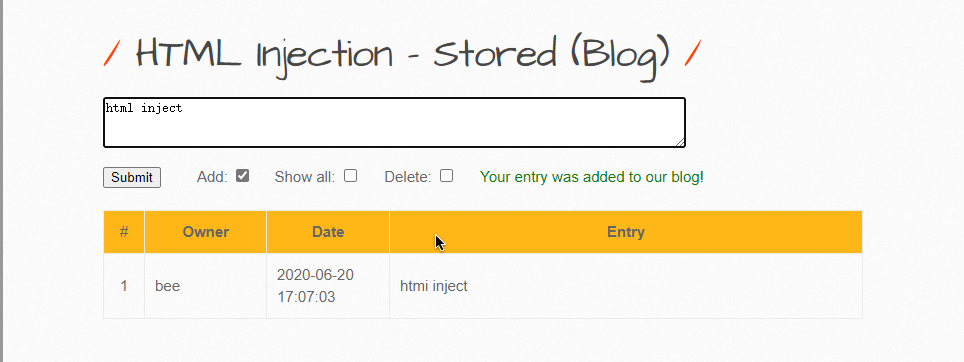 / HTML Injection - Stored (Blog) /
html inject
Submit Add: Show all: Delete: Your entry was added to our blog!
# Owner Date Entry
1 bee 2020-06-20 17:07:03 htmi inject